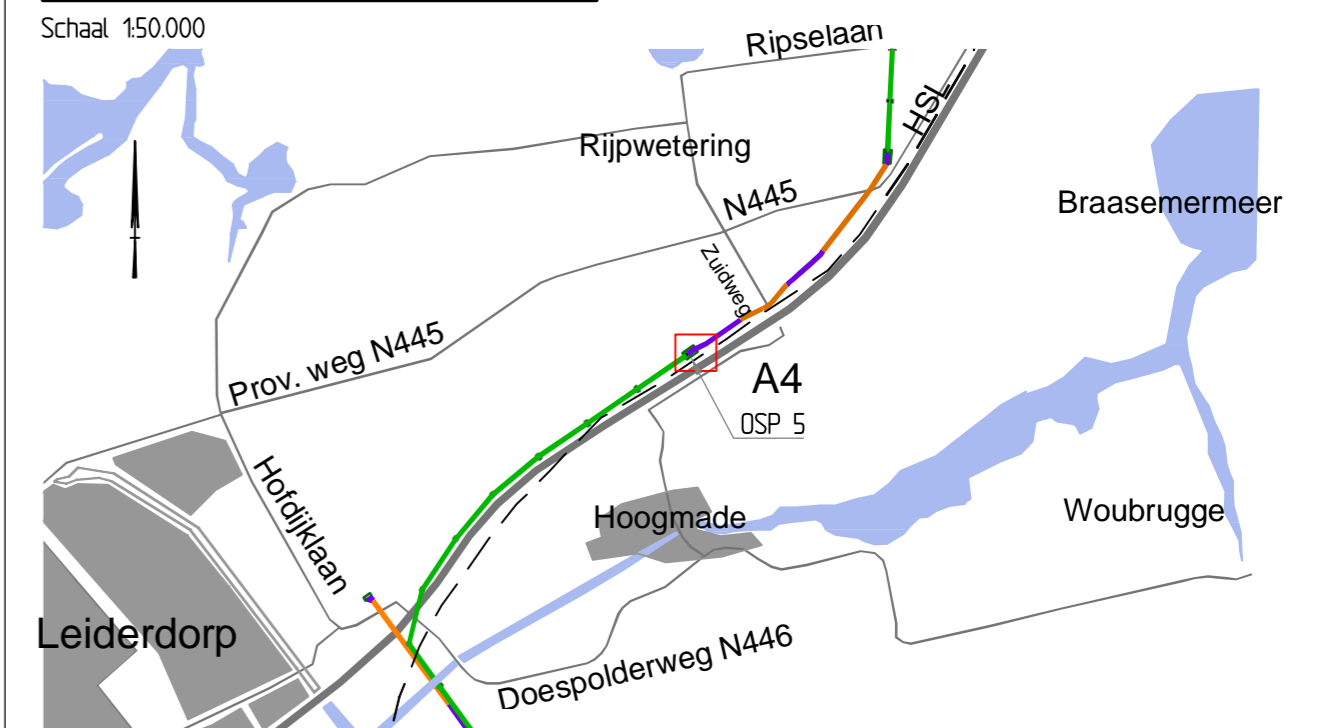 Schaal 1:50.000
Ripselaan
HSL
Rijpwetering
N445
Braasemermeer
Zuidweg
Prov. weg N445
A4
OSP 5
Hofdijklaan
Hoogmade
Woubrugge
Leiderdorp
Doespolderweg N446